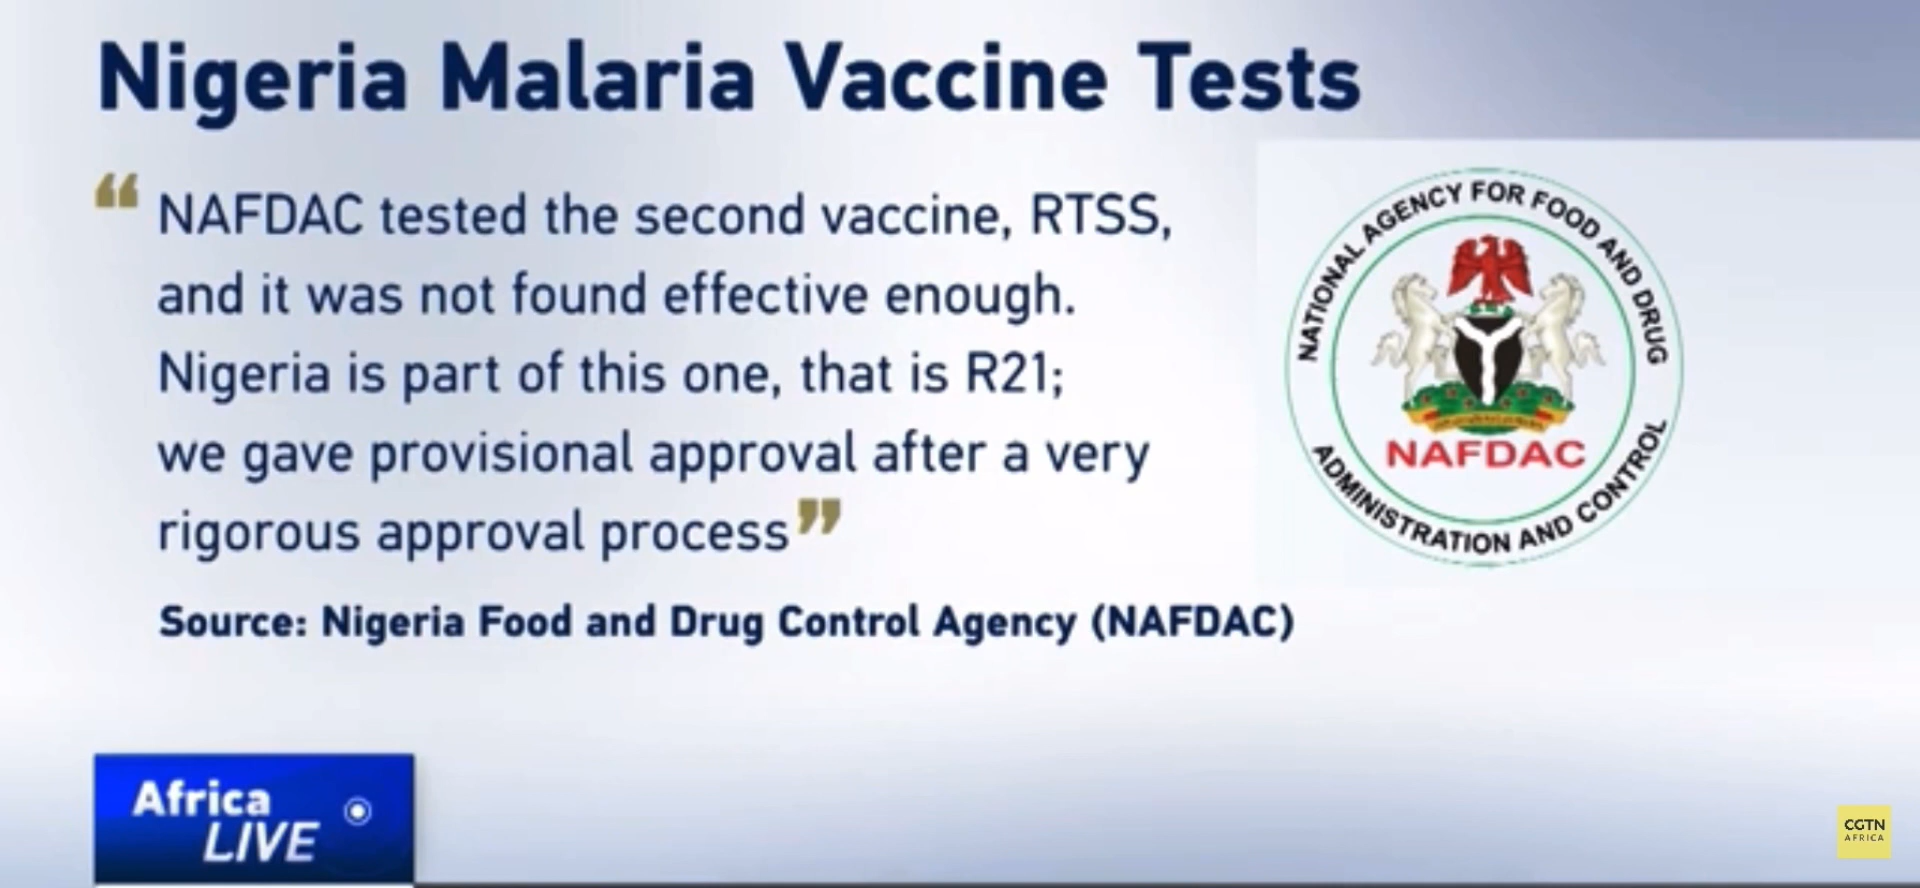 Nigeria Malaria Vaccine Tests
“ NAFDAC tested the second vaccine, RTSS,
and it was not found effective enough.
Nigeria is part of this one, that is R21;
we gave provisional approval after a very
rigorous approval process ”
Source: Nigeria Food and Drug Control Agency (NAFDAC)
NATIONAL AGENCY FOR FOOD AND DRUG
NAFDAC
ADMINISTRATION AND CONTROL
Africa
LIVE
CGTN
AFRICA